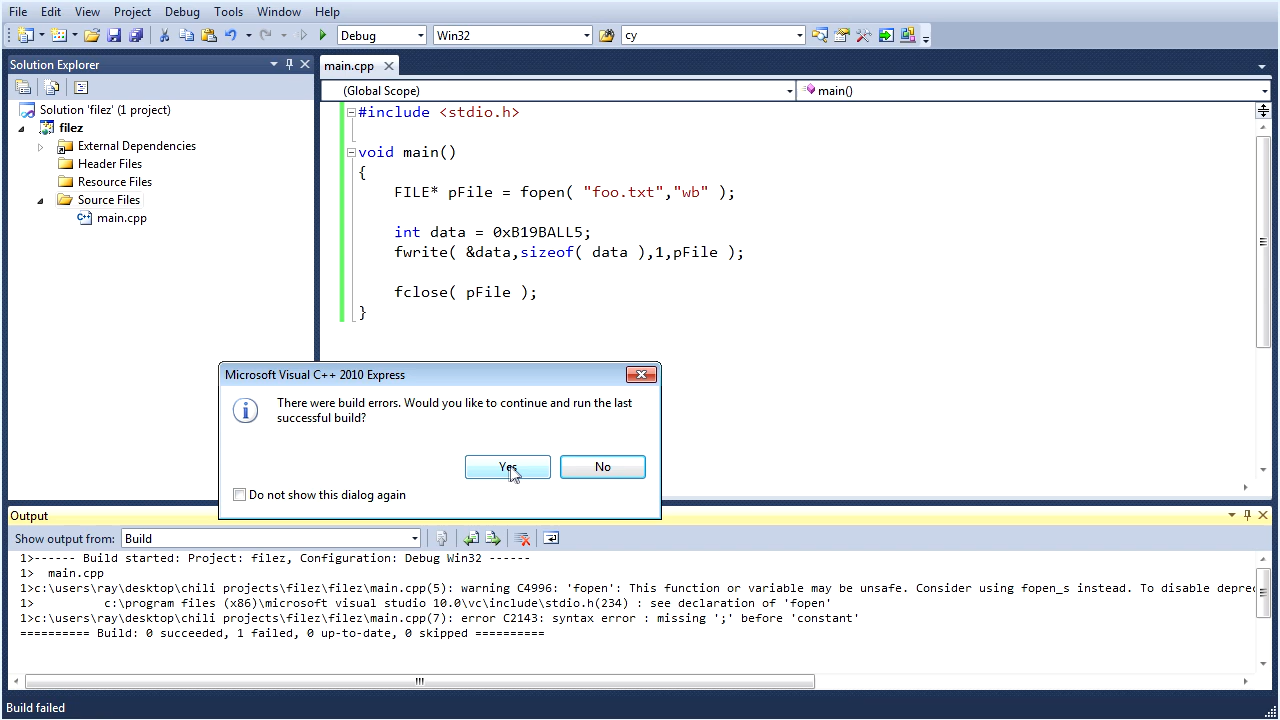 File Edit View Project Debug Tools Window Help
Debug Win32 cy
Solution Explorer
main.cpp
(Global Scope) main()
Solution 'filez' (1 project)
filez
External Dependencies
Header Files
Resource Files
Source Files
main.cpp
#include <stdio.h>
void main()
{
FILE* pFile = fopen( "foo.txt","wb" );
int data = 0xB19BALL5;
fwrite( &data,sizeof( data ),1,pFile );
fclose( pFile );
}
Microsoft Visual C++ 2010 Express
There were build errors. Would you like to continue and run the last
successful build?
Yes No
Do not show this dialog again
Output
Show output from: Build
1>------ Build started: Project: filez, Configuration: Debug Win32 ------
1> main.cpp
1>c:\users\ray\desktop\chili projects\filez\filez\main.cpp(5): warning C4996: 'fopen': This function or variable may be unsafe. Consider using fopen_s instead. To disable depre
1> c:\program files (x86)\microsoft visual studio 10.0\vc\include\stdio.h(234) : see declaration of 'fopen'
1>c:\users\ray\desktop\chili projects\filez\filez\main.cpp(7): error C2143: syntax error : missing ';' before 'constant'
========== Build: 0 succeeded, 1 failed, 0 up-to-date, 0 skipped ==========
Build failed